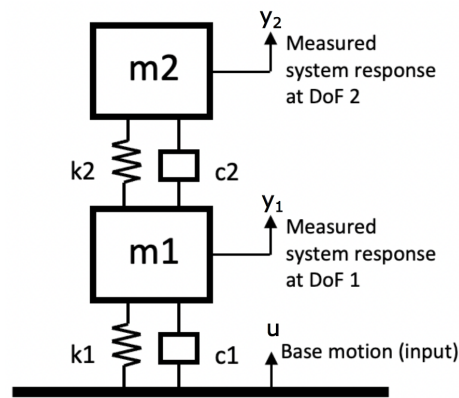 y₂
Measured
system response
at DoF 2
m2
k2
c2
y₁
Measured
system response
at DoF 1
m1
u
Base motion (input)
k1
c1